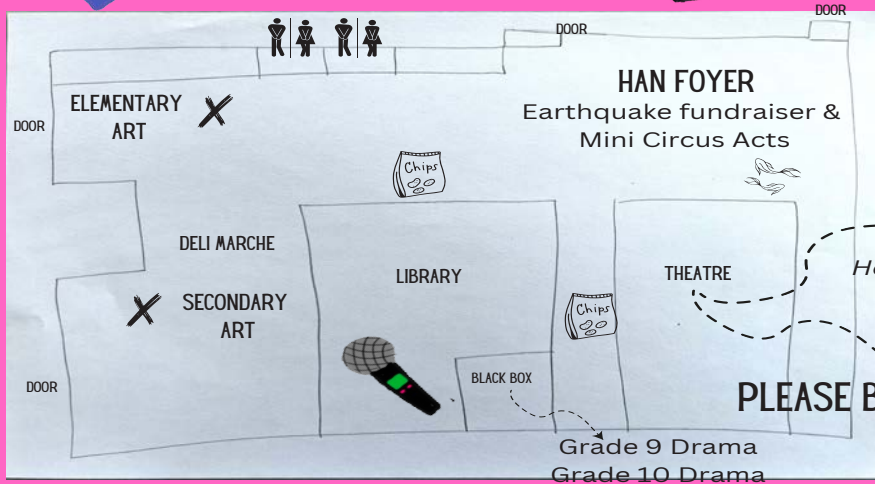 DOOR
DOOR
HAN FOYER
Earthquake fundraiser &
Mini Circus Acts
ELEMENTARY
ART
DOOR
Chips
DELI MARCHE
LIBRARY
THEATRE
SECONDARY
ART
Chips
BLACK BOX
DOOR
PLEASE B
Grade 9 Drama
Grade 10 Drama